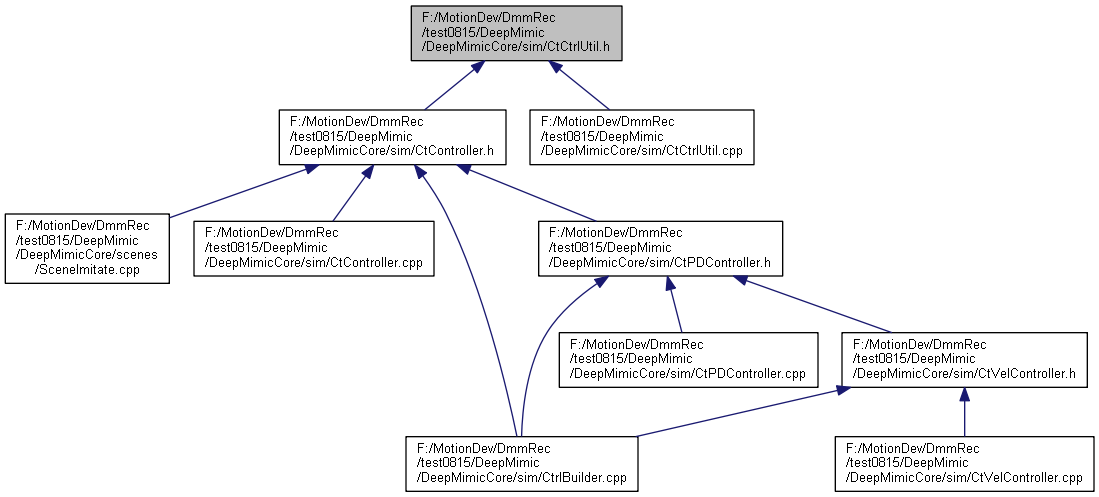 F:/MotionDev/DmmRec
/test0815/DeepMimic
/DeepMimicCore/sim/CtCtrlUtil.h
F:/MotionDev/DmmRec
/test0815/DeepMimic
/DeepMimicCore/sim/CtController.h
F:/MotionDev/DmmRec
/test0815/DeepMimic
/DeepMimicCore/sim/CtCtrlUtil.cpp
F:/MotionDev/DmmRec
/test0815/DeepMimic
/DeepMimicCore/scenes
/SceneImitate.cpp
F:/MotionDev/DmmRec
/test0815/DeepMimic
/DeepMimicCore/sim/CtController.cpp
F:/MotionDev/DmmRec
/test0815/DeepMimic
/DeepMimicCore/sim/CtPDController.h
F:/MotionDev/DmmRec
/test0815/DeepMimic
/DeepMimicCore/sim/CtPDController.cpp
F:/MotionDev/DmmRec
/test0815/DeepMimic
/DeepMimicCore/sim/CtVelController.h
F:/MotionDev/DmmRec
/test0815/DeepMimic
/DeepMimicCore/sim/CtrlBuilder.cpp
F:/MotionDev/DmmRec
/test0815/DeepMimic
/DeepMimicCore/sim/CtVelController.cpp